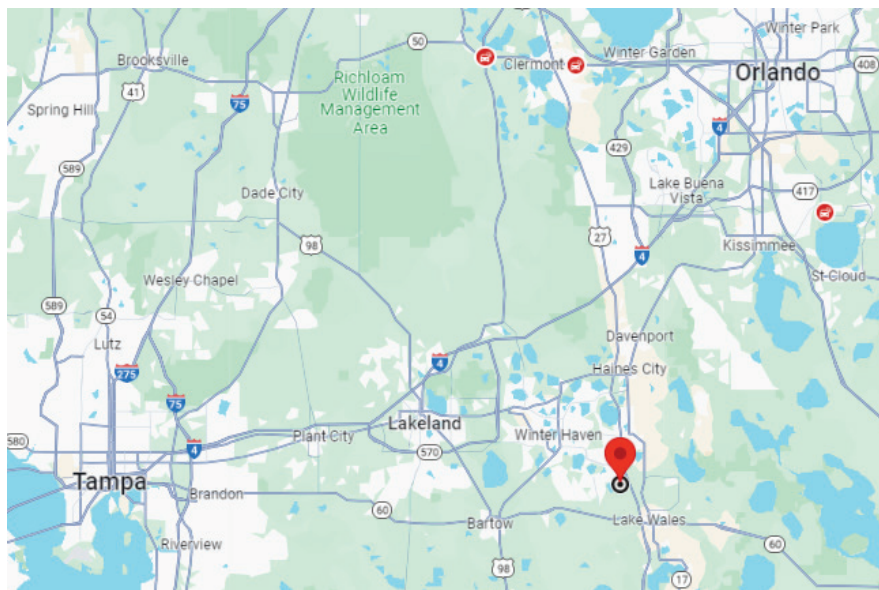 Winter Park
50
Brooksville
Clermont
Winter Garden
408
Orlando
Richloam
Wildlife
Management
Area
41
75
Spring Hill
4
429
589
Dade City
Lake Buena
Vista
417
98
27
Kissimmee
4
Wesley Chapel
St Cloud
589
54
Lutz
Davenport
4
275
Haines City
75
Lakeland
Winter Haven
580
4
Plant City
570
Tampa
Brandon
60
Bartow
Lake Wales
Riverview
60
98
17